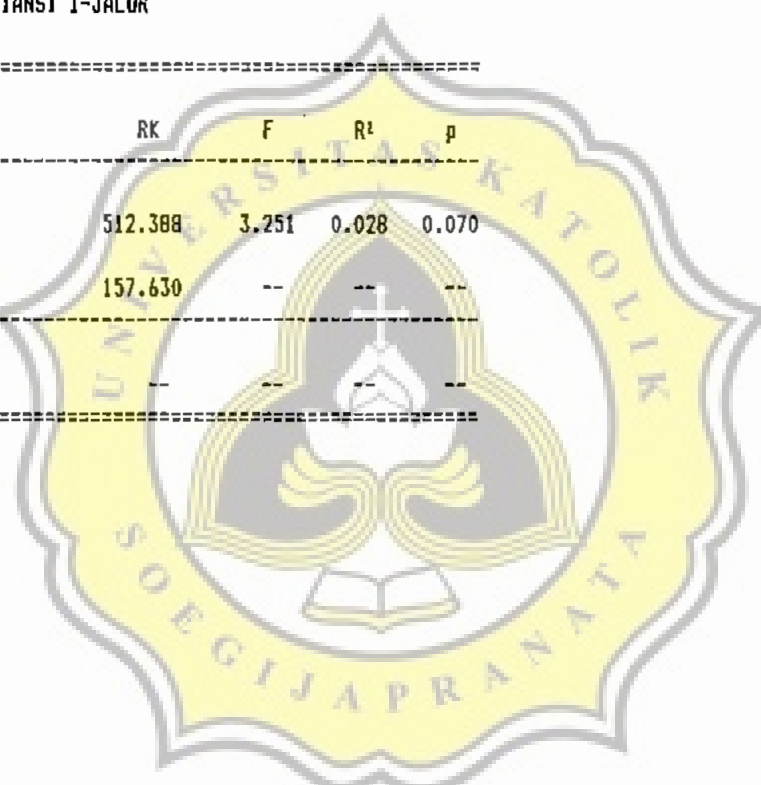 IANSI 1-JALUR
RK F R² p
512.388 3.251 0.028 0.070
157.630 -- -- --
-- -- -- --
UNIVERSITAS KATOLIK
SOEGIJAPRANATA